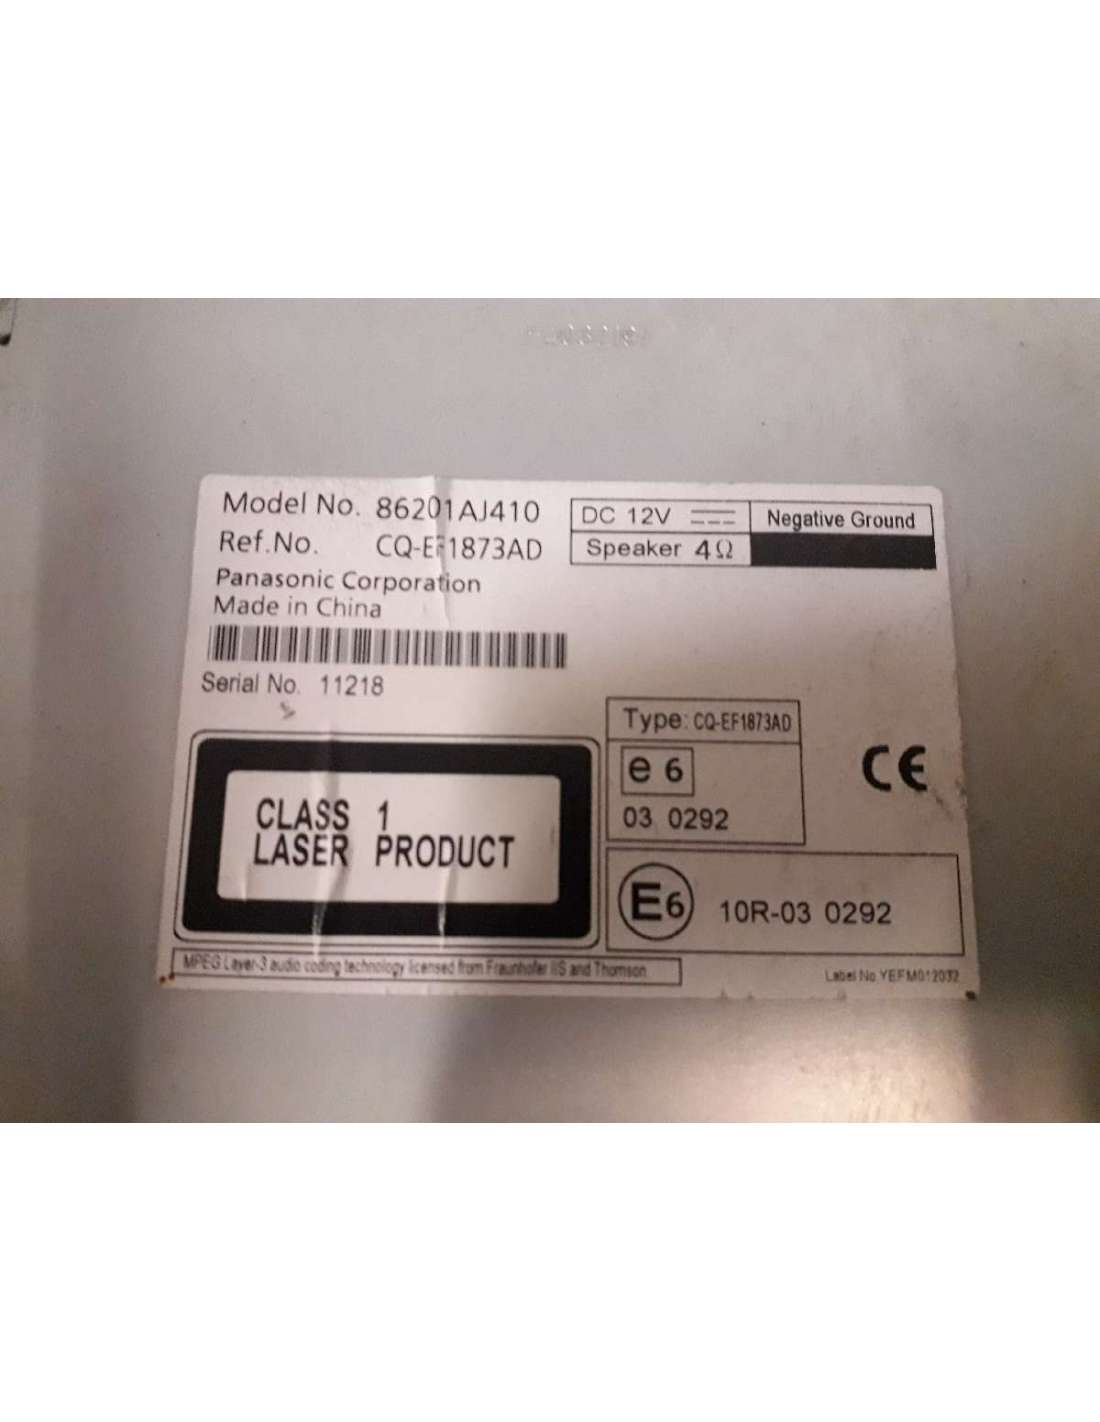 Model No. 86201AJ410
Ref.No. CQ-EF1873AD
Panasonic Corporation
Made in China
DC 12V
Negative Ground
Speaker 4Ω
Serial No. 11218
CLASS 1
LASER PRODUCT
Type: CQ-EF1873AD
e 6
03 0292
CE
E6
10R-03 0292
MPEG Layer-3 audio coding technology licensed from Fraunhofer IIS and Thomson
Label No YEFM012032